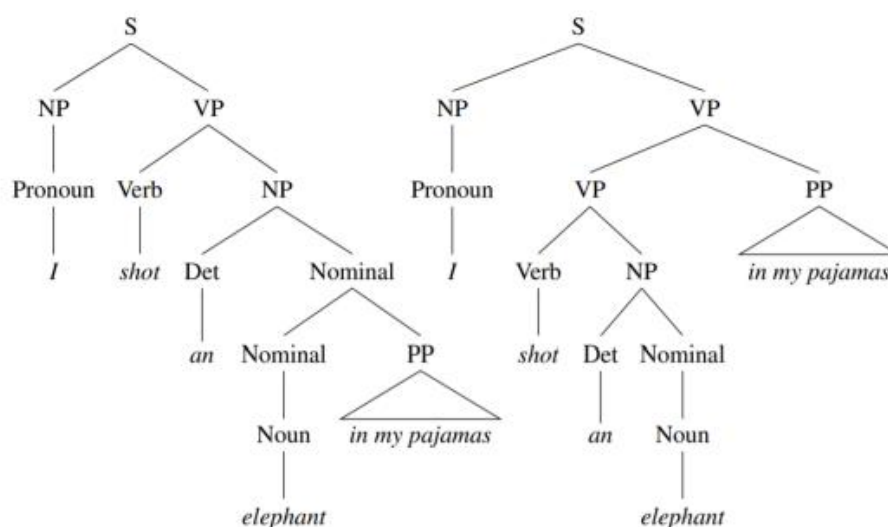 S S
NP VP NP VP
Pronoun Verb NP Pronoun VP PP
I shot Det Nominal I Verb NP in my pajamas
an Nominal PP shot Det Nominal
Noun in my pajamas an Noun
elephant elephant